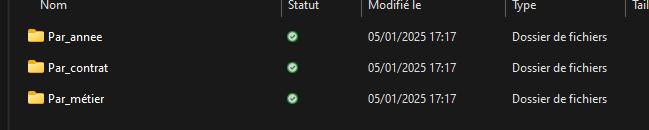 Nom Statut Modifié le Type Tail
Par_annee 05/01/2025 17:17 Dossier de fichiers
Par_contrat 05/01/2025 17:17 Dossier de fichiers
Par_métier 05/01/2025 17:17 Dossier de fichiers